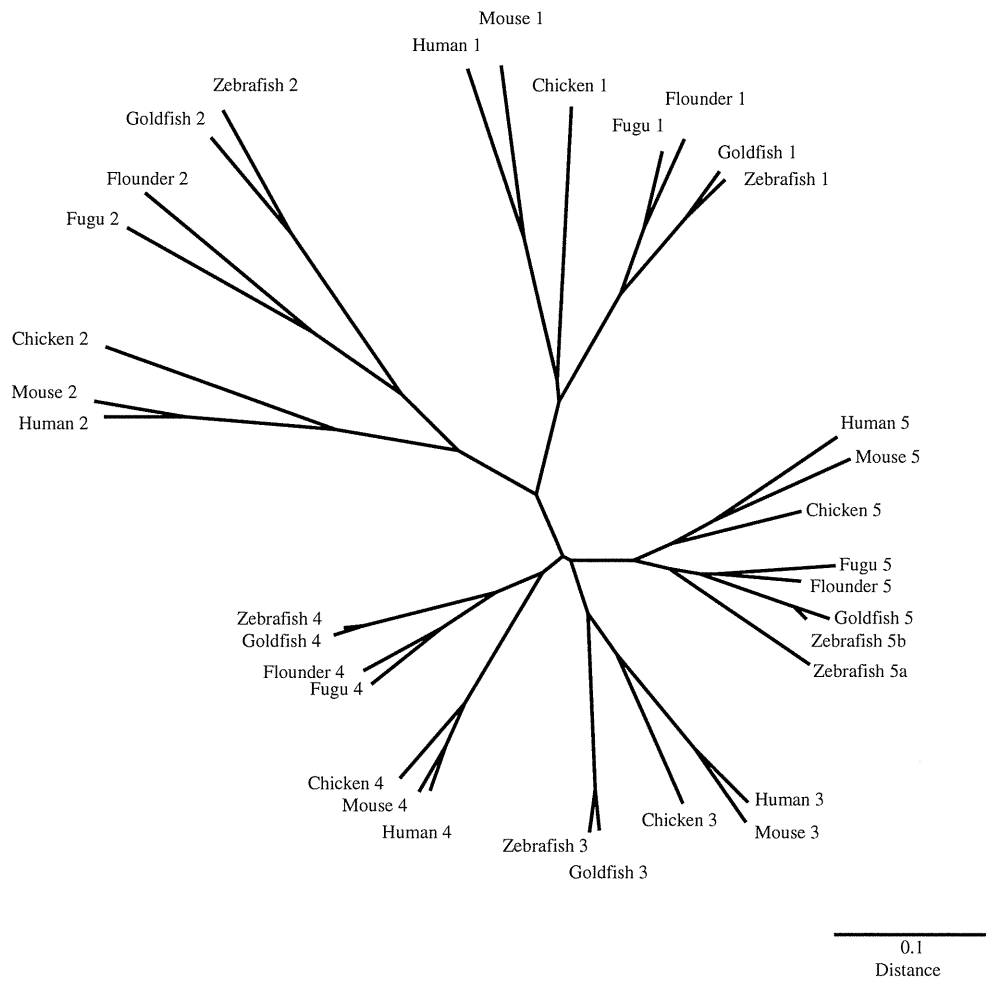 Mouse 1
Human 1
Zebrafish 2
Chicken 1
Flounder 1
Goldfish 2
Fugu 1
Goldfish 1
Flounder 2
Zebrafish 1
Fugu 2
Chicken 2
Mouse 2
Human 2
Human 5
Mouse 5
Chicken 5
Fugu 5
Flounder 5
Zebrafish 4
Goldfish 5
Goldfish 4
Zebrafish 5b
Flounder 4
Zebrafish 5a
Fugu 4
Chicken 4
Human 3
Mouse 4
Chicken 3
Human 4
Mouse 3
Zebrafish 3
Goldfish 3
0.1
Distance